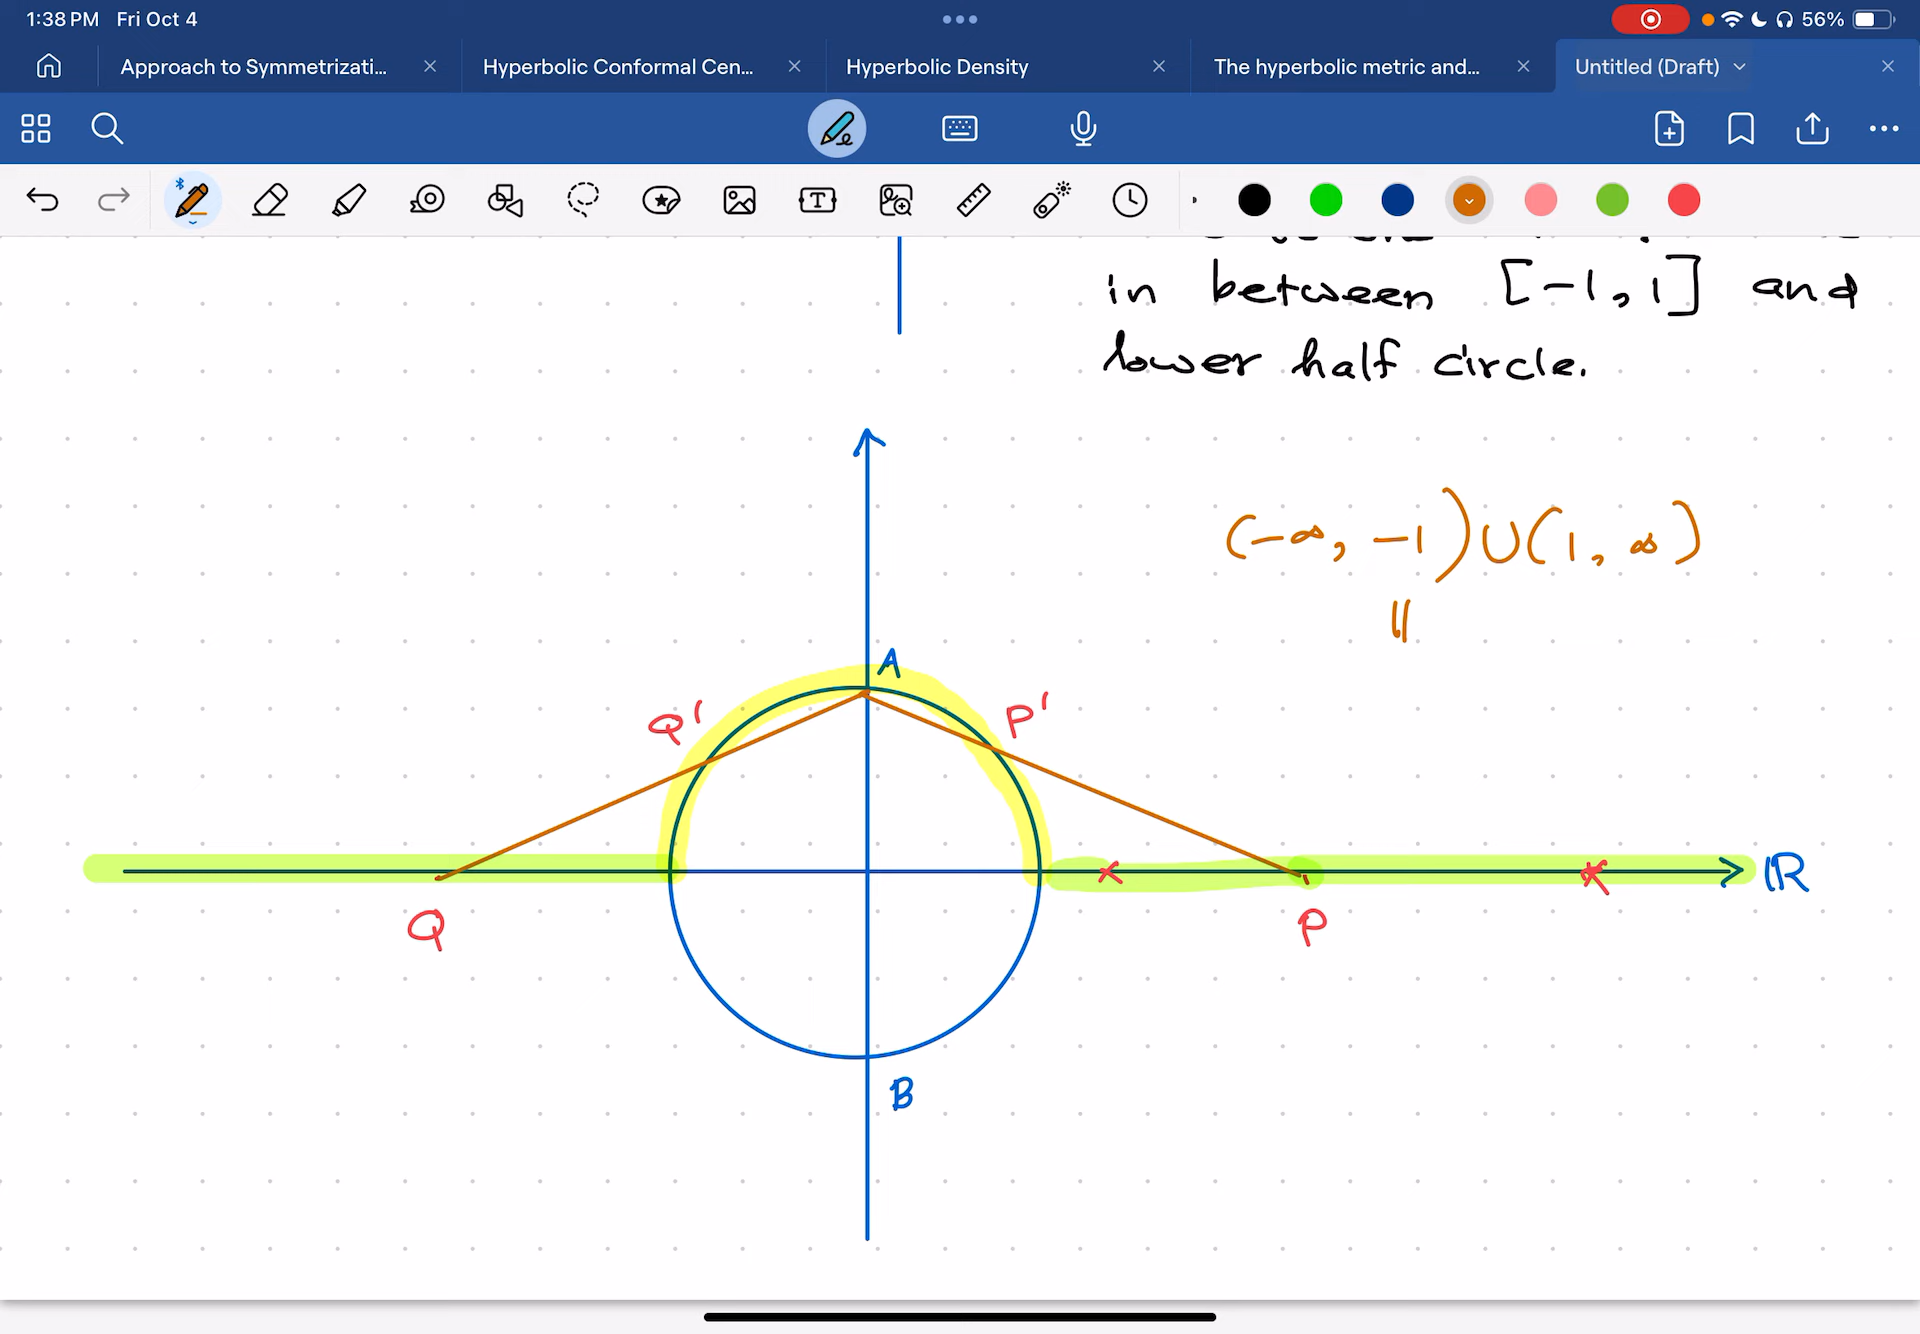 1:38 PM Fri Oct 4
56%
Approach to Symmetrizati...
Hyperbolic Conformal Cen...
Hyperbolic Density
The hyperbolic metric and...
Untitled (Draft)
in between [-1, 1] and
lower half circle.
(-∞, -1) ∪ (1, ∞)
||
A
Q'
P'
ℝ
Q
P
B